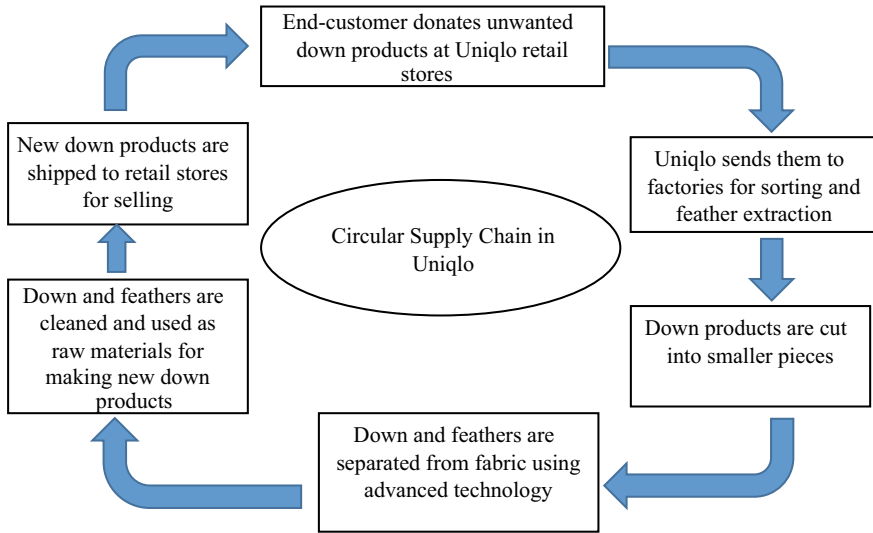 End-customer donates unwanted
down products at Uniqlo retail
stores
Uniqlo sends them to
factories for sorting and
feather extraction
Down products are cut
into smaller pieces
Down and feathers are
separated from fabric using
advanced technology
Down and feathers are
cleaned and used as
raw materials for
making new down
products
New down products are
shipped to retail stores
for selling
Circular Supply Chain in
Uniqlo